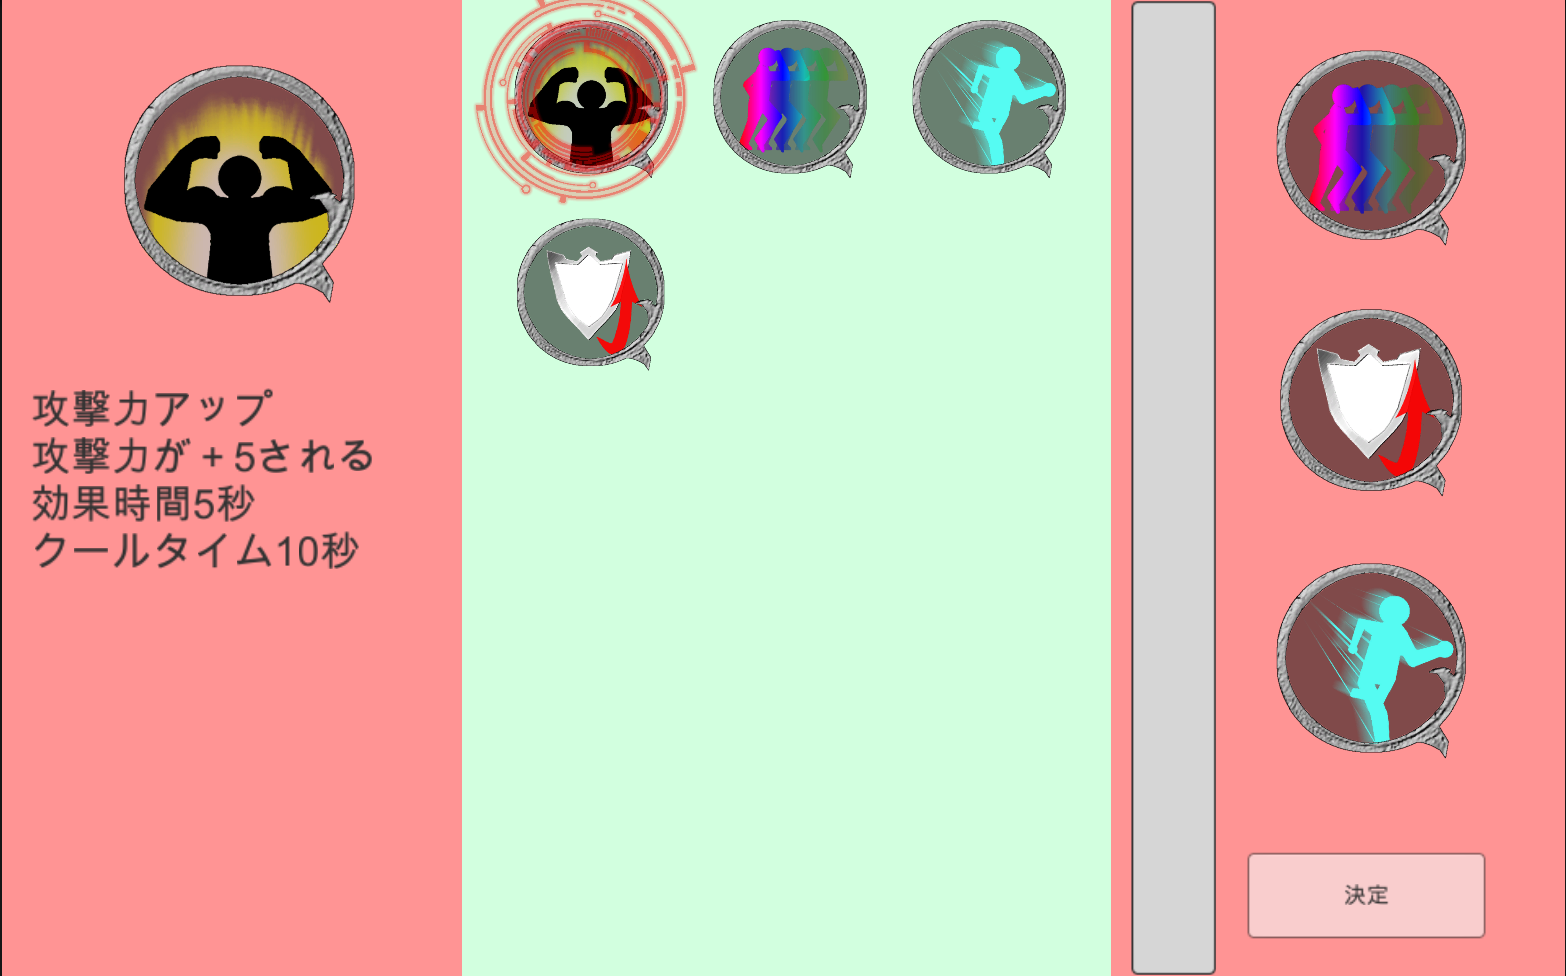 攻撃力アップ
攻撃力が＋5される
効果時間5秒
クールタイム10秒
決定